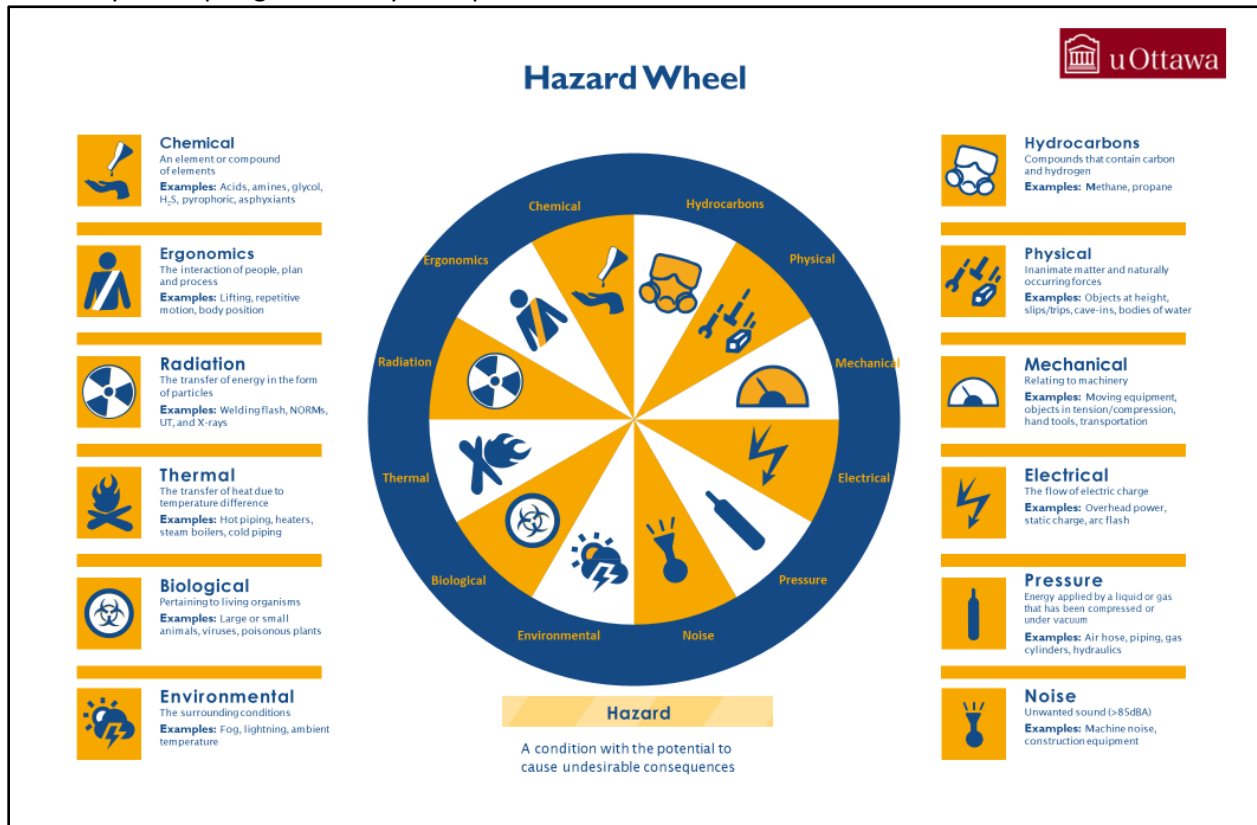 uOttawa
Hazard Wheel
Chemical
An element or compound
of elements
Examples: Acids, amines, glycol,
H₂S, pyrophoric, asphyxiants
Ergonomics
The interaction of people, plan
and process
Examples: Lifting, repetitive
motion, body position
Radiation
The transfer of energy in the form
of particles
Examples: Welding flash, NORMs,
UT, and X-rays
Thermal
The transfer of heat due to
temperature difference
Examples: Hot piping, heaters,
steam boilers, cold piping
Biological
Pertaining to living organisms
Examples: Large or small
animals, viruses, poisonous plants
Environmental
The surrounding conditions
Examples: Fog, lightning, ambient
temperature
Chemical
Hydrocarbons
Ergonomics
Physical
Radiation
Mechanical
Thermal
Electrical
Biological
Pressure
Environmental
Noise
Hazard
A condition with the potential to
cause undesirable consequences
Hydrocarbons
Compounds that contain carbon
and hydrogen
Examples: Methane, propane
Physical
Inanimate matter and naturally
occurring forces
Examples: Objects at height,
slips/trips, cave-ins, bodies of water
Mechanical
Relating to machinery
Examples: Moving equipment,
objects in tension/compression,
hand tools, transportation
Electrical
The flow of electric charge
Examples: Overhead power,
static charge, arc flash
Pressure
Energy applied by a liquid or gas
that has been compressed or
under vacuum
Examples: Air hose, piping, gas
cylinders, hydraulics
Noise
Unwanted sound (>85dBA)
Examples: Machine noise,
construction equipment